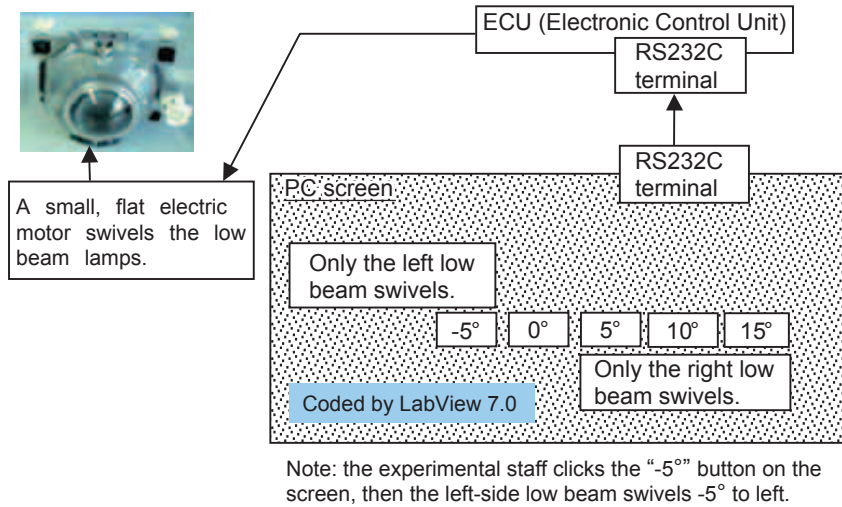 ECU (Electronic Control Unit)
RS232C
terminal
RS232C
terminal
A small, flat electric
motor swivels the low
beam lamps.
PC screen
Only the left low
beam swivels.
-5° 0° 5° 10° 15°
Only the right low
beam swivels.
Coded by LabView 7.0
Note: the experimental staff clicks the “-5°” button on the
screen, then the left-side low beam swivels -5° to left.